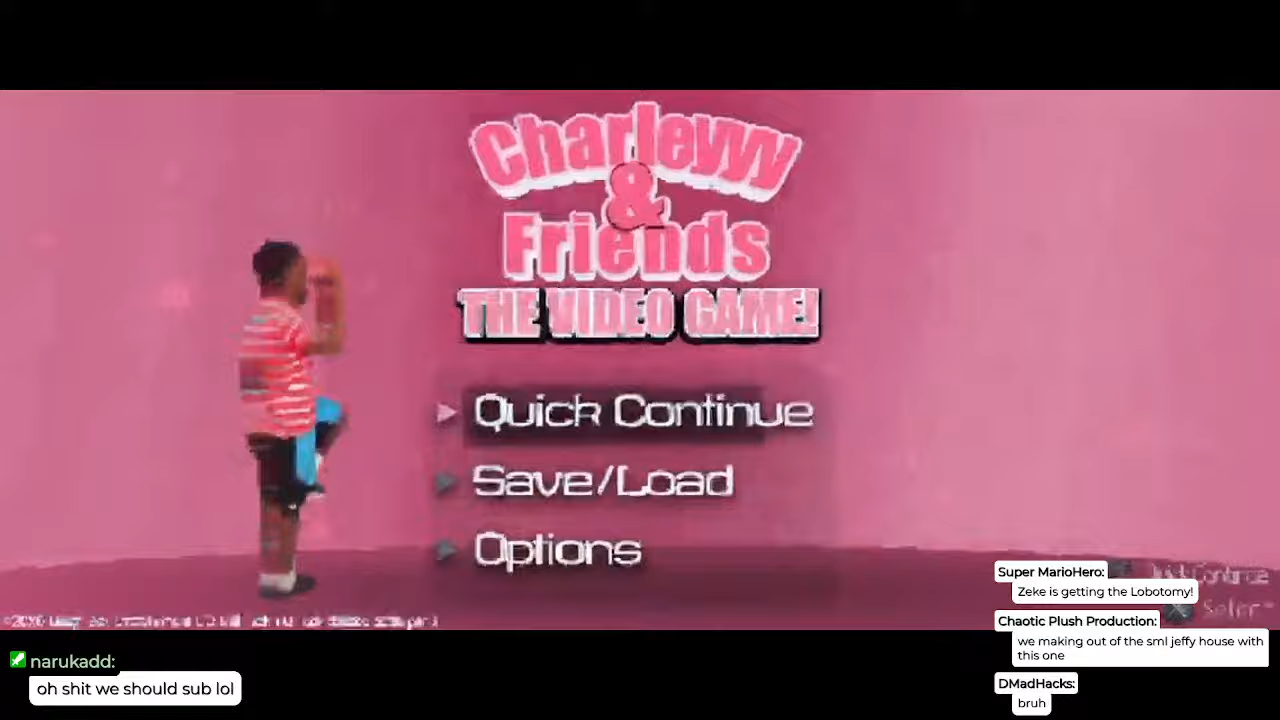 Charleyyy
&
Friends
THE VIDEO GAME!
Quick Continue
Save/Load
Options
Quick Continue
Super MarioHero:
Zeke is getting the Lobotomy!
Chaotic Plush Production:
we making out of the sml jeffy house with
this one
DMadHacks:
bruh
narukadd:
oh shit we should sub lol